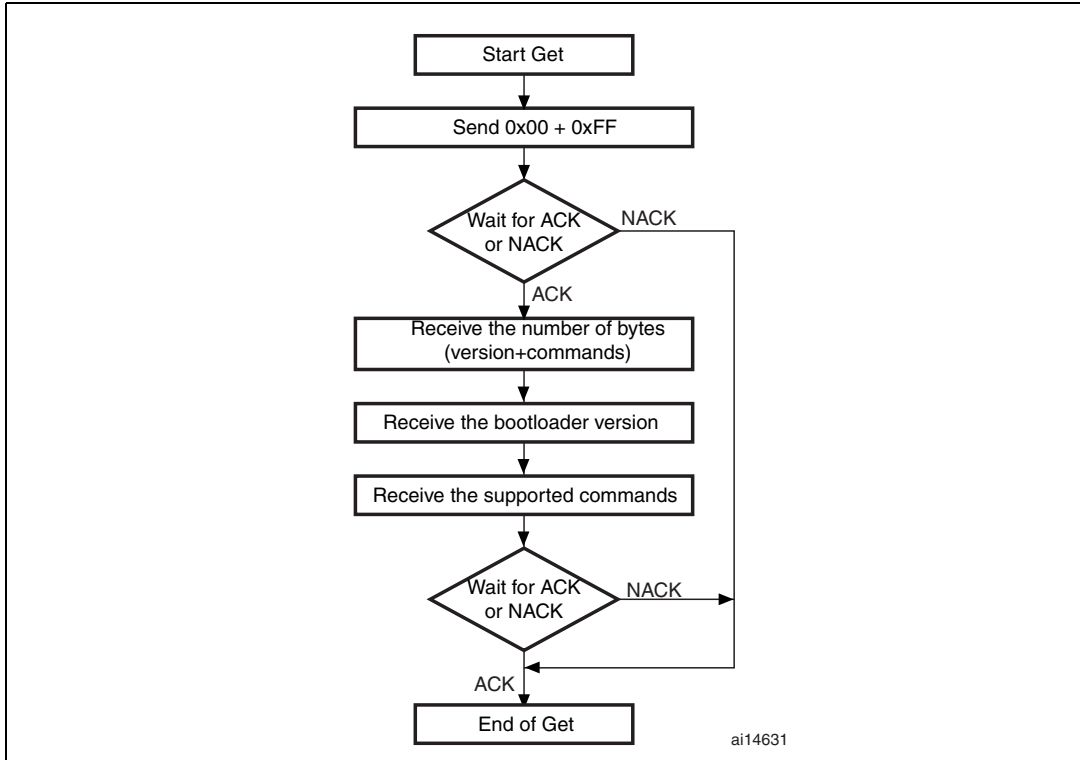 Start Get
Send 0x00 + 0xFF
Wait for ACK
or NACK
NACK
ACK
Receive the number of bytes
(version+commands)
Receive the bootloader version
Receive the supported commands
Wait for ACK
or NACK
NACK
ACK
End of Get
ai14631